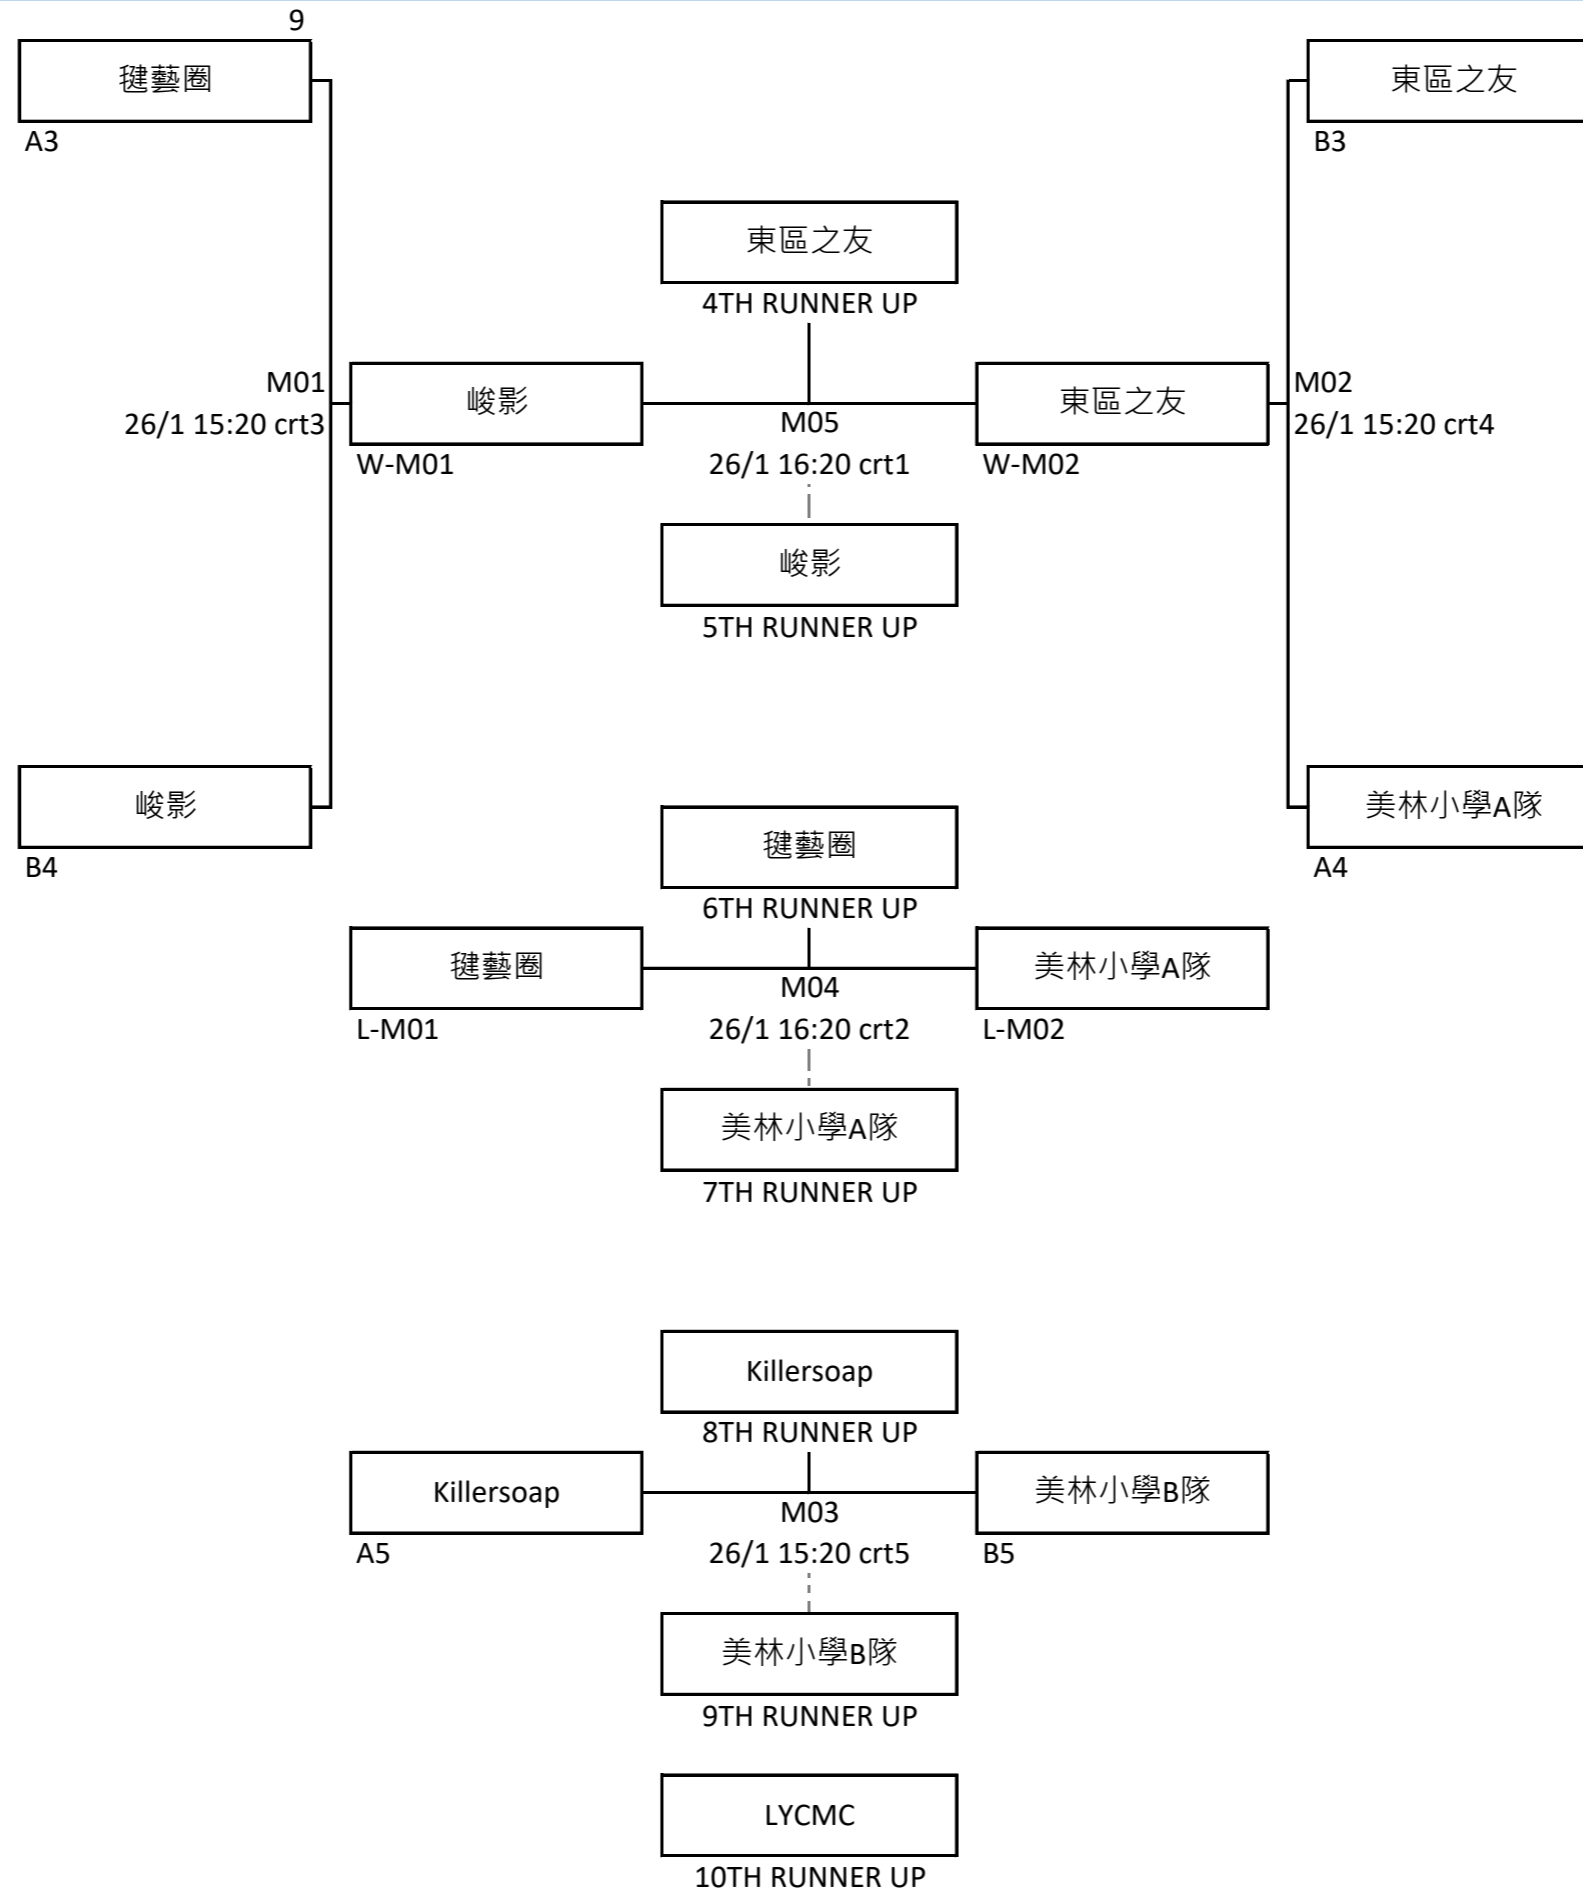 9
毽藝圈
東區之友
A3
B3
東區之友
4TH RUNNER UP
M01
26/1 15:20 crt3
峻影
W-M01
M05
26/1 16:20 crt1
東區之友
W-M02
M02
26/1 15:20 crt4
峻影
5TH RUNNER UP
峻影
B4
美林小學A隊
A4
毽藝圈
6TH RUNNER UP
毽藝圈
L-M01
M04
26/1 16:20 crt2
美林小學A隊
L-M02
美林小學A隊
7TH RUNNER UP
Killersoap
8TH RUNNER UP
Killersoap
A5
M03
26/1 15:20 crt5
美林小學B隊
B5
美林小學B隊
9TH RUNNER UP
LYCMC
10TH RUNNER UP